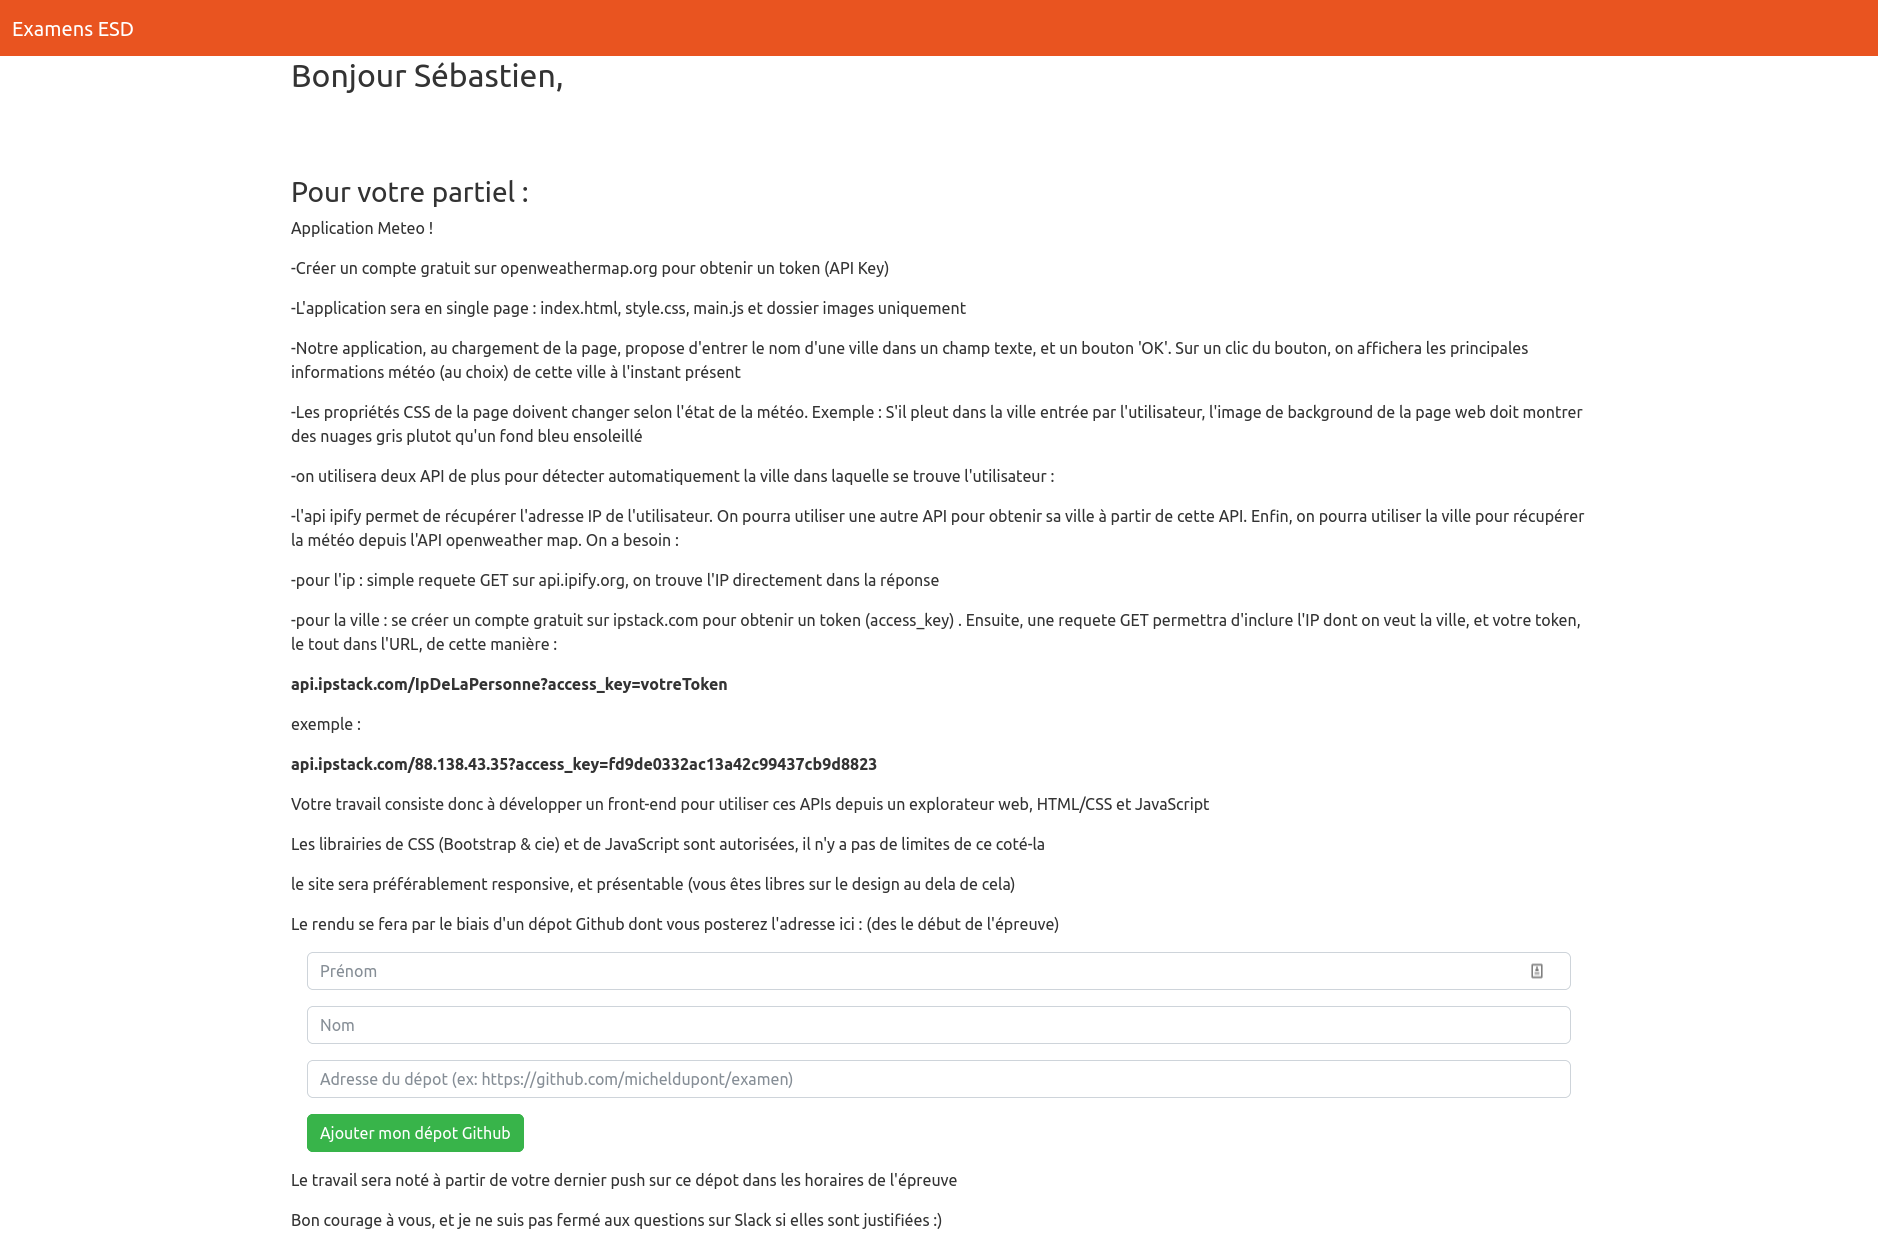 Examens ESD
Bonjour Sébastien,
Pour votre partiel :
Application Meteo !
-Créer un compte gratuit sur openweathermap.org pour obtenir un token (API Key)
-L'application sera en single page : index.html, style.css, main.js et dossier images uniquement
-Notre application, au chargement de la page, propose d'entrer le nom d'une ville dans un champ texte, et un bouton 'OK'. Sur un clic du bouton, on affichera les principales
informations météo (au choix) de cette ville à l'instant présent
-Les propriétés CSS de la page doivent changer selon l'état de la météo. Exemple : S'il pleut dans la ville entrée par l'utilisateur, l'image de background de la page web doit montrer
des nuages gris plutot qu'un fond bleu ensoleillé
-on utilisera deux API de plus pour détecter automatiquement la ville dans laquelle se trouve l'utilisateur :
-l'api ipify permet de récupérer l'adresse IP de l'utilisateur. On pourra utiliser une autre API pour obtenir sa ville à partir de cette API. Enfin, on pourra utiliser la ville pour récupérer
la météo depuis l'API openweather map. On a besoin :
-pour l'ip : simple requete GET sur api.ipify.org, on trouve l'IP directement dans la réponse
-pour la ville : se créer un compte gratuit sur ipstack.com pour obtenir un token (access_key) . Ensuite, une requete GET permettra d'inclure l'IP dont on veut la ville, et votre token,
le tout dans l'URL, de cette manière :
api.ipstack.com/IpDeLaPersonne?access_key=votreToken
exemple :
api.ipstack.com/88.138.43.35?access_key=fd9de0332ac13a42c99437cb9d8823
Votre travail consiste donc à développer un front-end pour utiliser ces APIs depuis un explorateur web, HTML/CSS et JavaScript
Les librairies de CSS (Bootstrap & cie) et de JavaScript sont autorisées, il n'y a pas de limites de ce coté-la
le site sera préférablement responsive, et présentable (vous êtes libres sur le design au dela de cela)
Le rendu se fera par le biais d'un dépot Github dont vous posterez l'adresse ici : (des le début de l'épreuve)
Prénom
Nom
Adresse du dépot (ex: https://github.com/micheldupont/examen)
Ajouter mon dépot Github
Le travail sera noté à partir de votre dernier push sur ce dépot dans les horaires de l'épreuve
Bon courage à vous, et je ne suis pas fermé aux questions sur Slack si elles sont justifiées :)